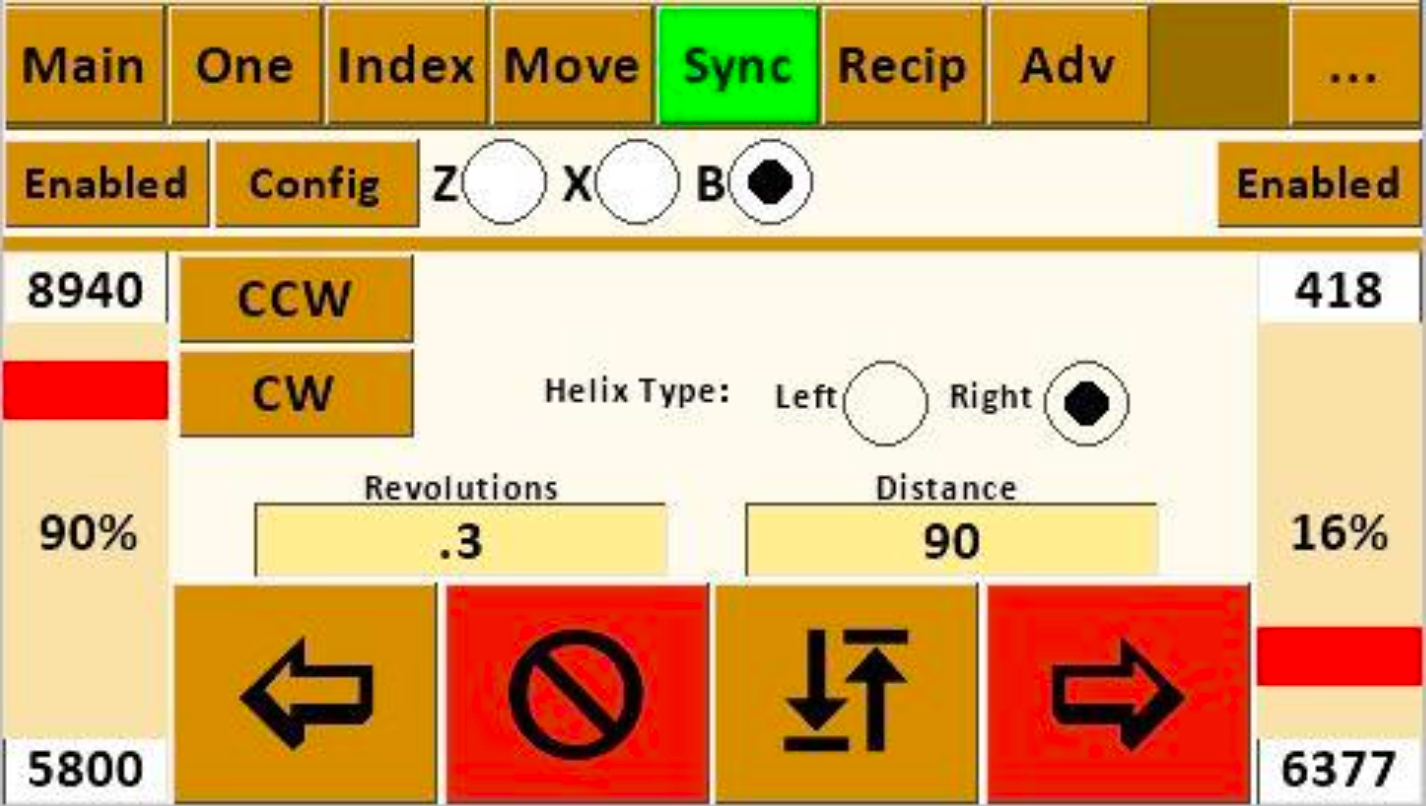 Main One Index Move Sync Recip Adv ...
Enabled Config Z X B Enabled
8940 CCW 418
CW Helix Type: Left Right
Revolutions Distance
90% .3 90 16%
5800 6377